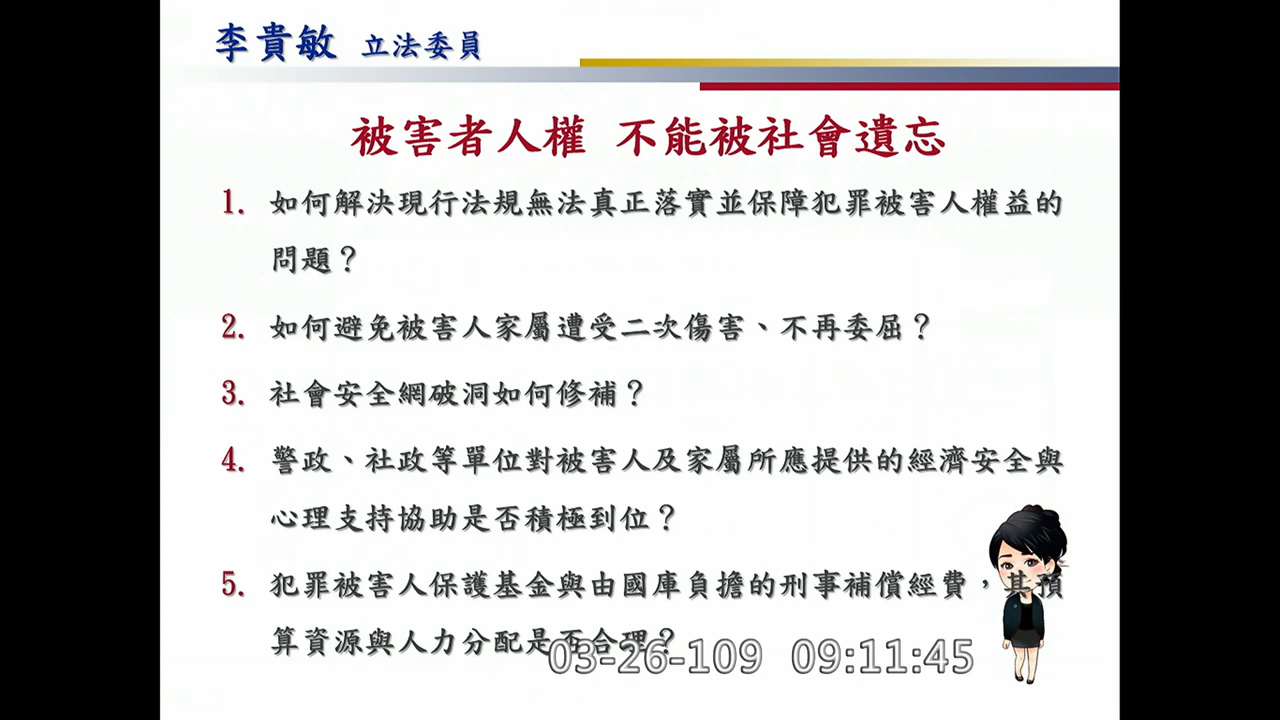 李貴敏 立法委員
被害者人權 不能被社會遺忘
1. 如何解決現行法規無法真正落實並保障犯罪被害人權益的
問題？
2. 如何避免被害人家屬遭受二次傷害、不再委屈？
3. 社會安全網破洞如何修補？
4. 警政、社政等單位對被害人及家屬所應提供的經濟安全與
心理支持協助是否積極到位？
5. 犯罪被害人保護基金與由國庫負擔的刑事補償經費，其預
算資源與人力分配是否合理？
03-26-109 09:11:45